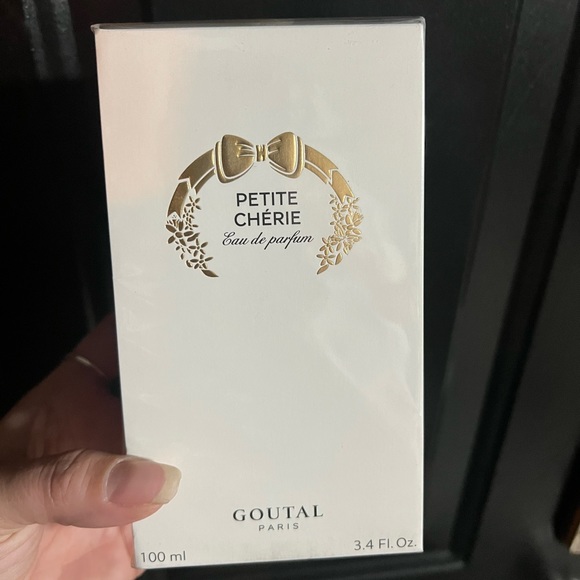 PETITE
CHÉRIE
Eau de parfum
GOUTAL
PARIS
100 ml
3.4 Fl. Oz.